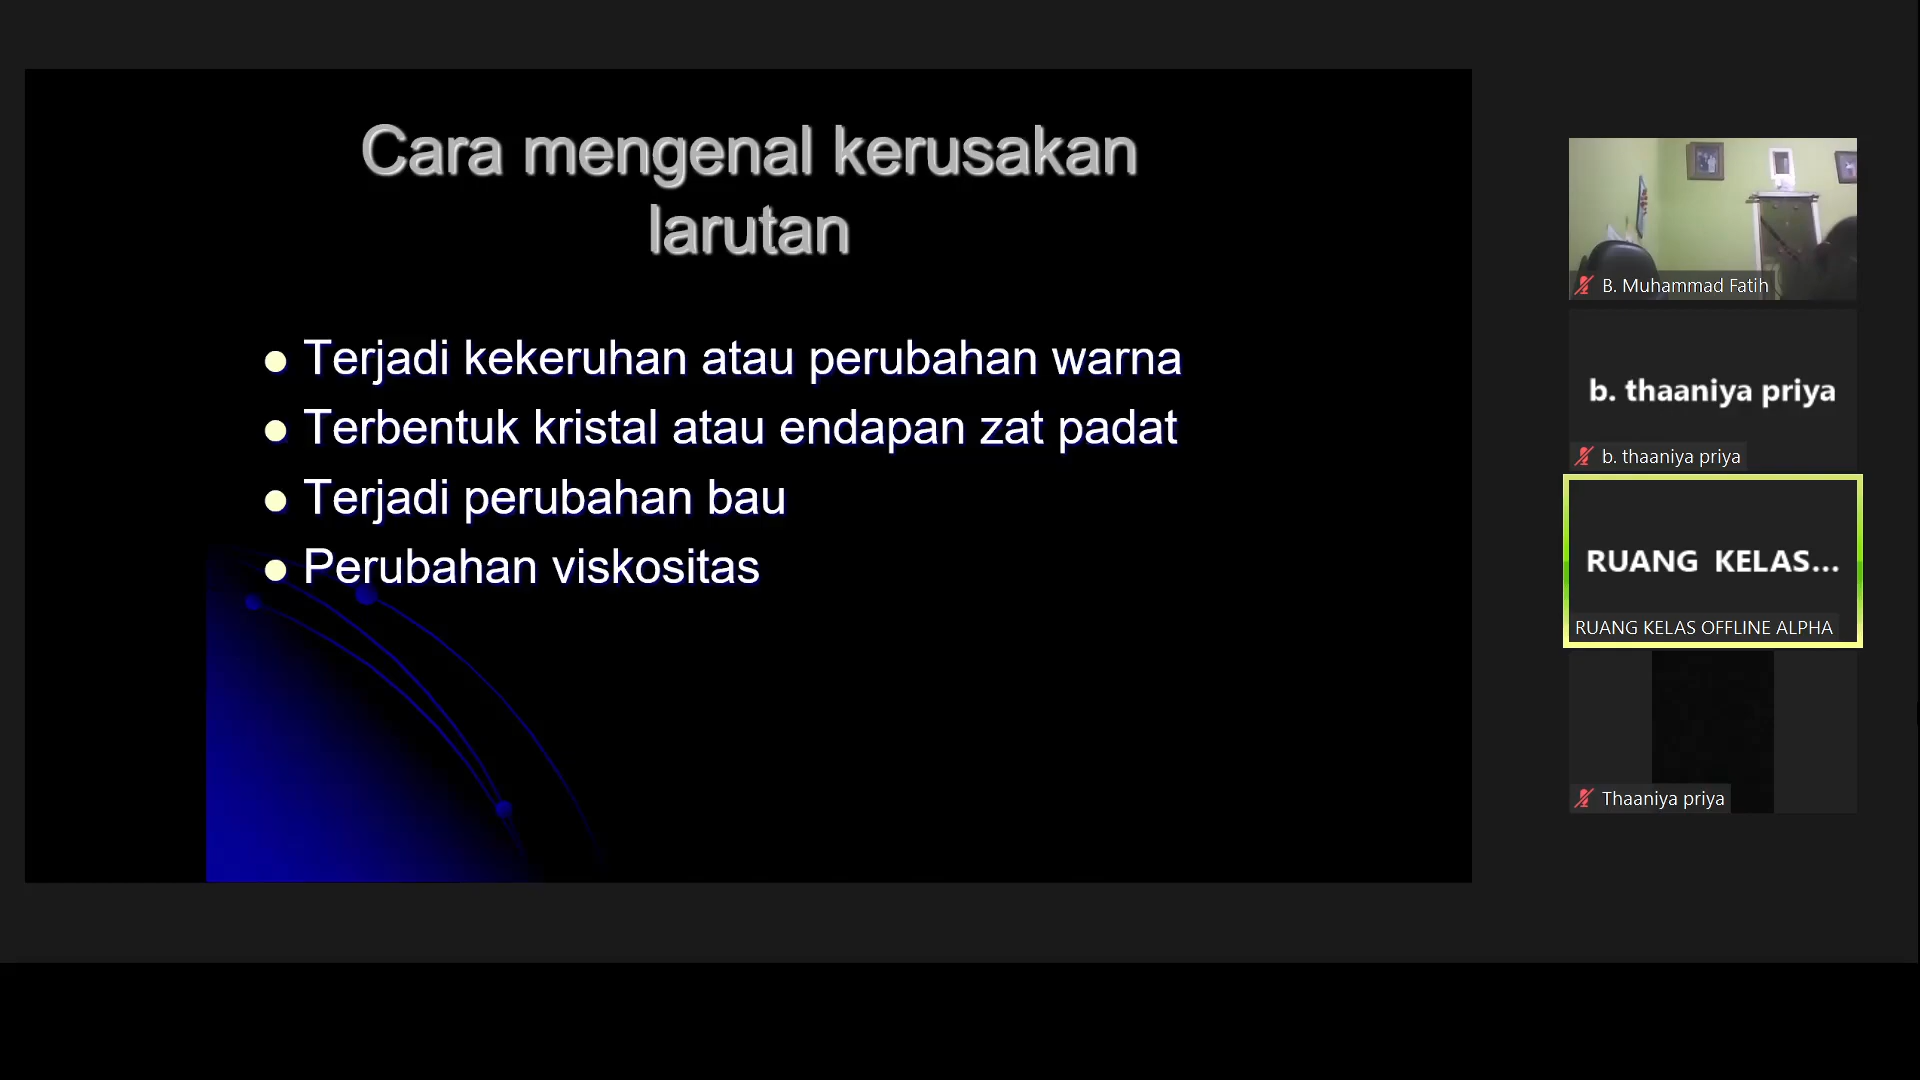 Cara mengenal kerusakan
larutan
Terjadi kekeruhan atau perubahan warna
Terbentuk kristal atau endapan zat padat
Terjadi perubahan bau
Perubahan viskositas
B. Muhammad Fatih
b. thaaniya priya
b. thaaniya priya
RUANG KELAS...
RUANG KELAS OFFLINE ALPHA
Thaaniya priya